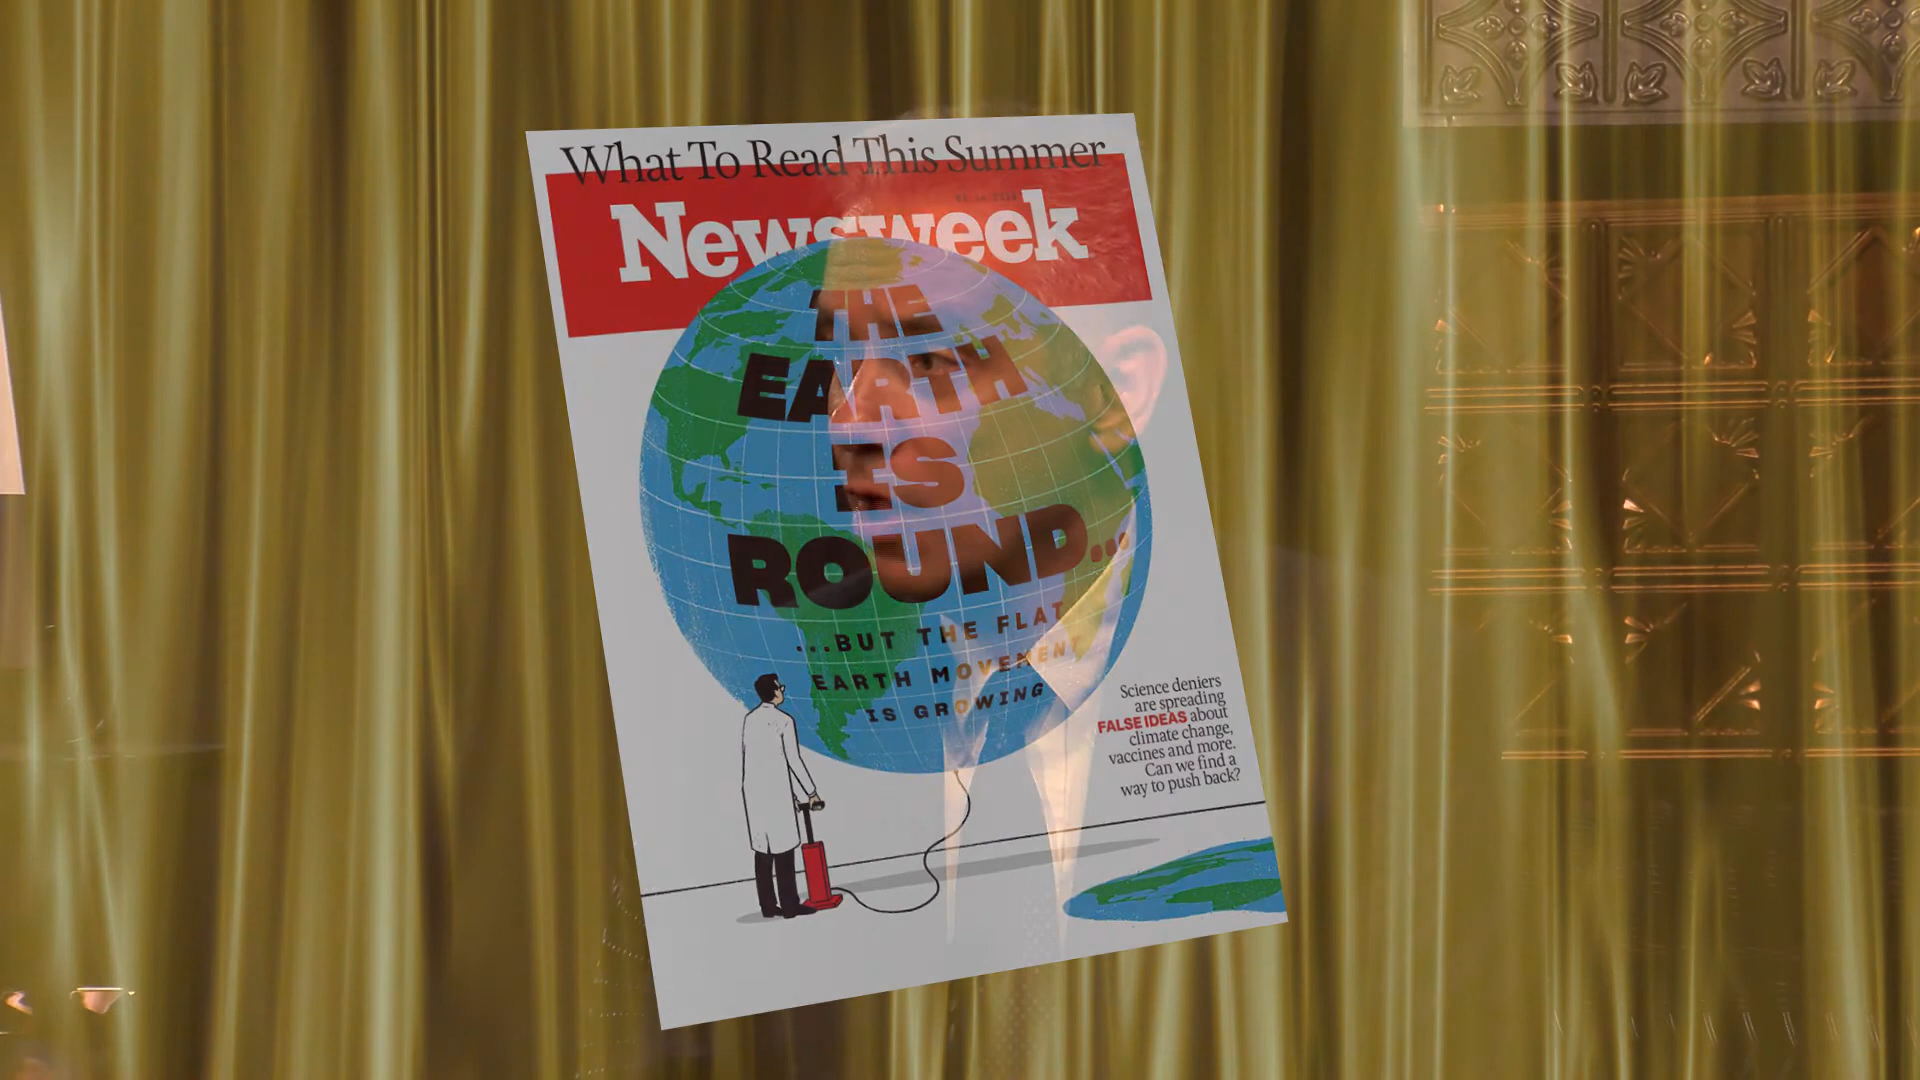 What To Read This Summer
Newsweek
THE
EARTH
IS
ROUND...
...BUT THE FLAT
EARTH MOVEMENT
IS GROWING
Science deniers
are spreading
FALSE IDEAS about
climate change,
vaccines and more.
Can we find a
way to push back?